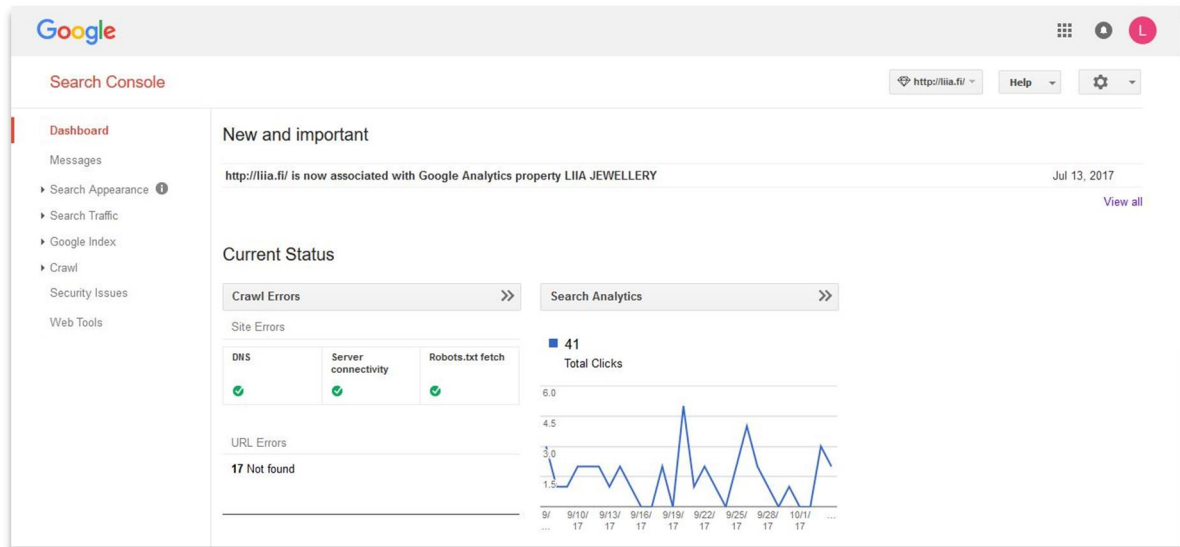 Google
L
Search Console
http://liia.fi/
Help
Dashboard
Messages
Search Appearance
Search Traffic
Google Index
Crawl
Security Issues
Web Tools
New and important
http://liia.fi/ is now associated with Google Analytics property LIIA JEWELLERY Jul 13, 2017
View all
Current Status
Crawl Errors
Site Errors
DNS
Server
connectivity
Robots.txt fetch
URL Errors
17 Not found
Search Analytics
41
Total Clicks
6.0
4.5
3.0
1.5
9/ 9/10/ 9/13/ 9/16/ 9/19/ 9/22/ 9/25/ 9/28/ 10/1/ ...
... 17 17 17 17 17 17 17 17